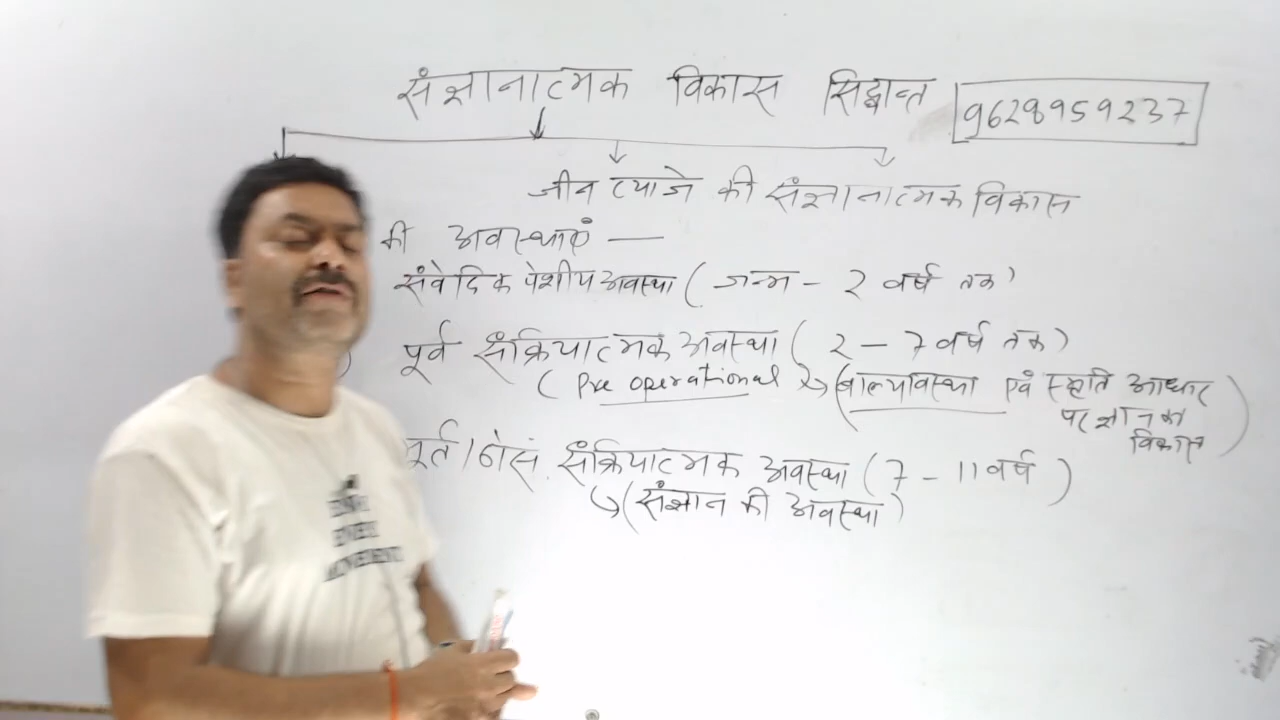 संज्ञानात्मक विकास सिद्धान्त 9628959237
जीन प्याजे की संज्ञानात्मक विकास
की अवस्थाएं —
संवेदिक पेशीय अवस्था ( जन्म - 2 वर्ष तक )
पूर्व संक्रियात्मक अवस्था ( 2 - 7 वर्ष तक )
( Pre operational ) ↳ (बाल्यावस्था एवं स्मृति आधार
पर ज्ञान का
विकास )
मूर्त / ठोस संक्रियात्मक अवस्था ( 7 - 11 वर्ष )
↳ ( संज्ञान की अवस्था )